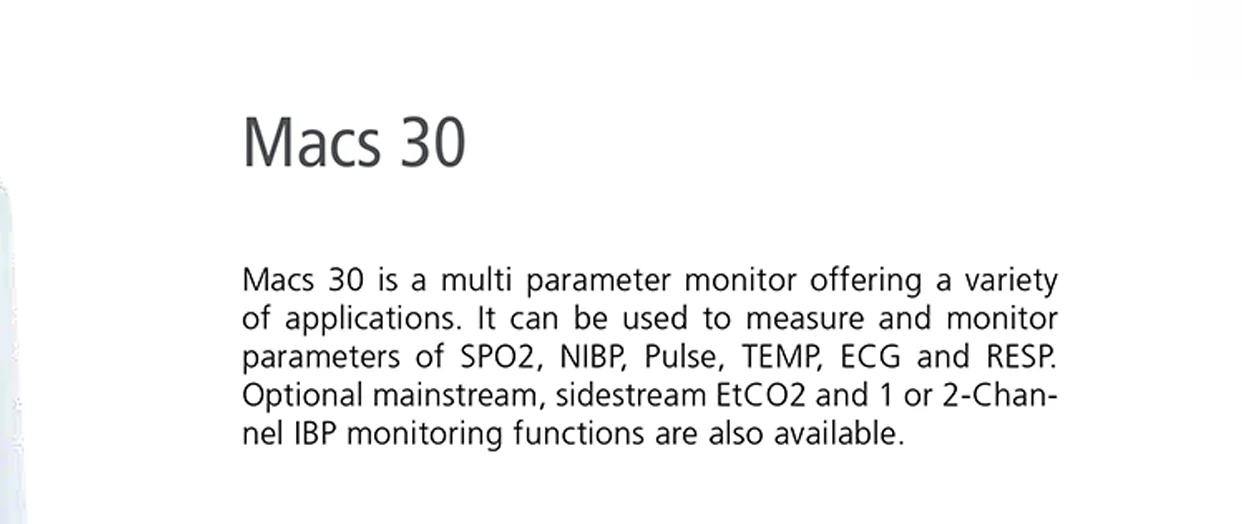 Macs 30
Macs 30 is a multi parameter monitor offering a variety
of applications. It can be used to measure and monitor
parameters of SPO2, NIBP, Pulse, TEMP, ECG and RESP.
Optional mainstream, sidestream EtCO2 and 1 or 2-Chan-
nel IBP monitoring functions are also available.